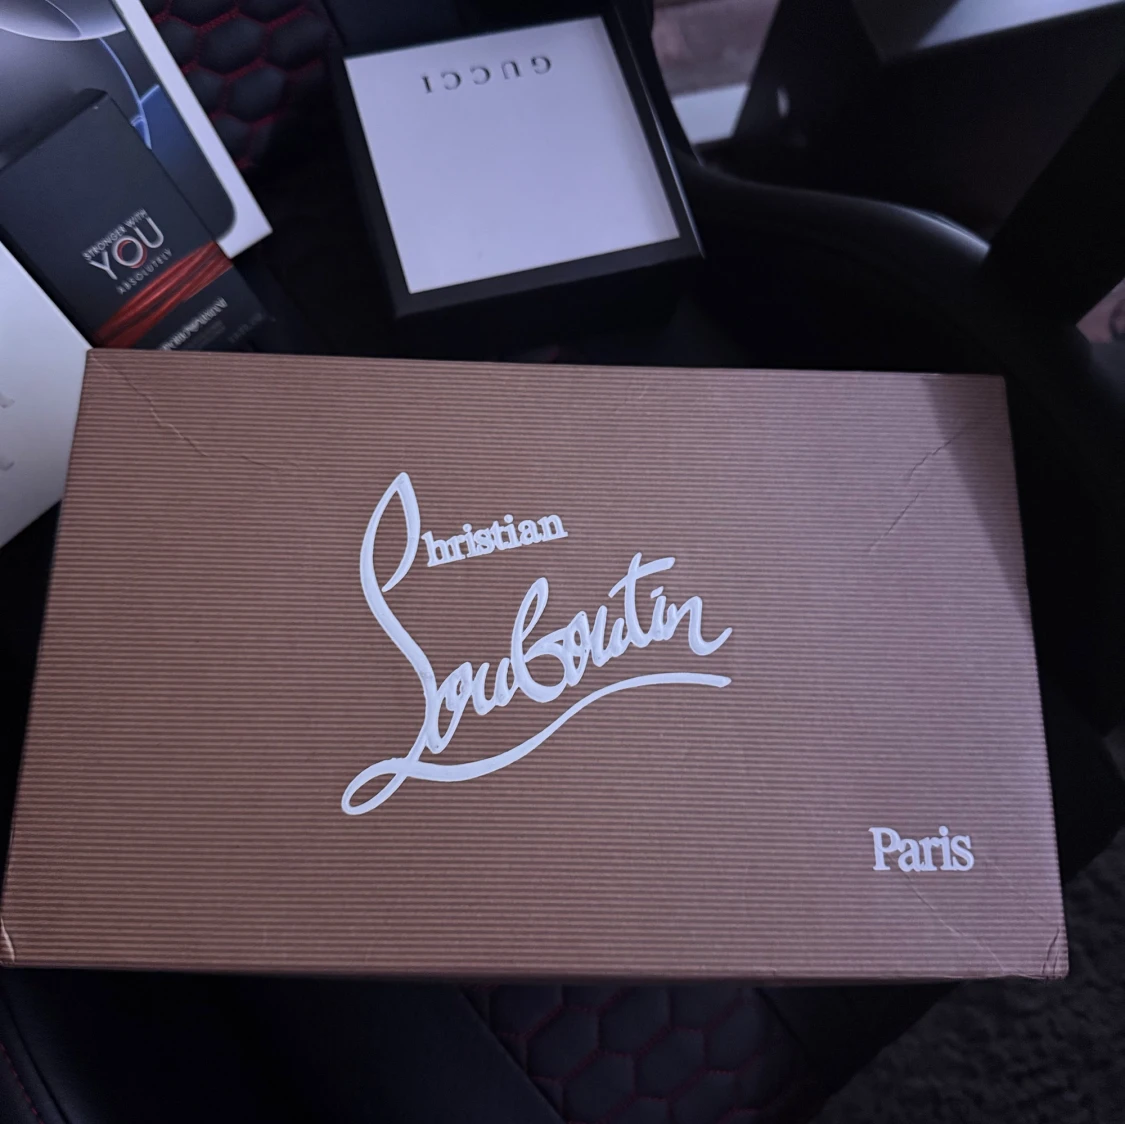 GUCCI
STRONGER WITH
YOU
ABSOLUTELY
Christian
Louboutin
Paris